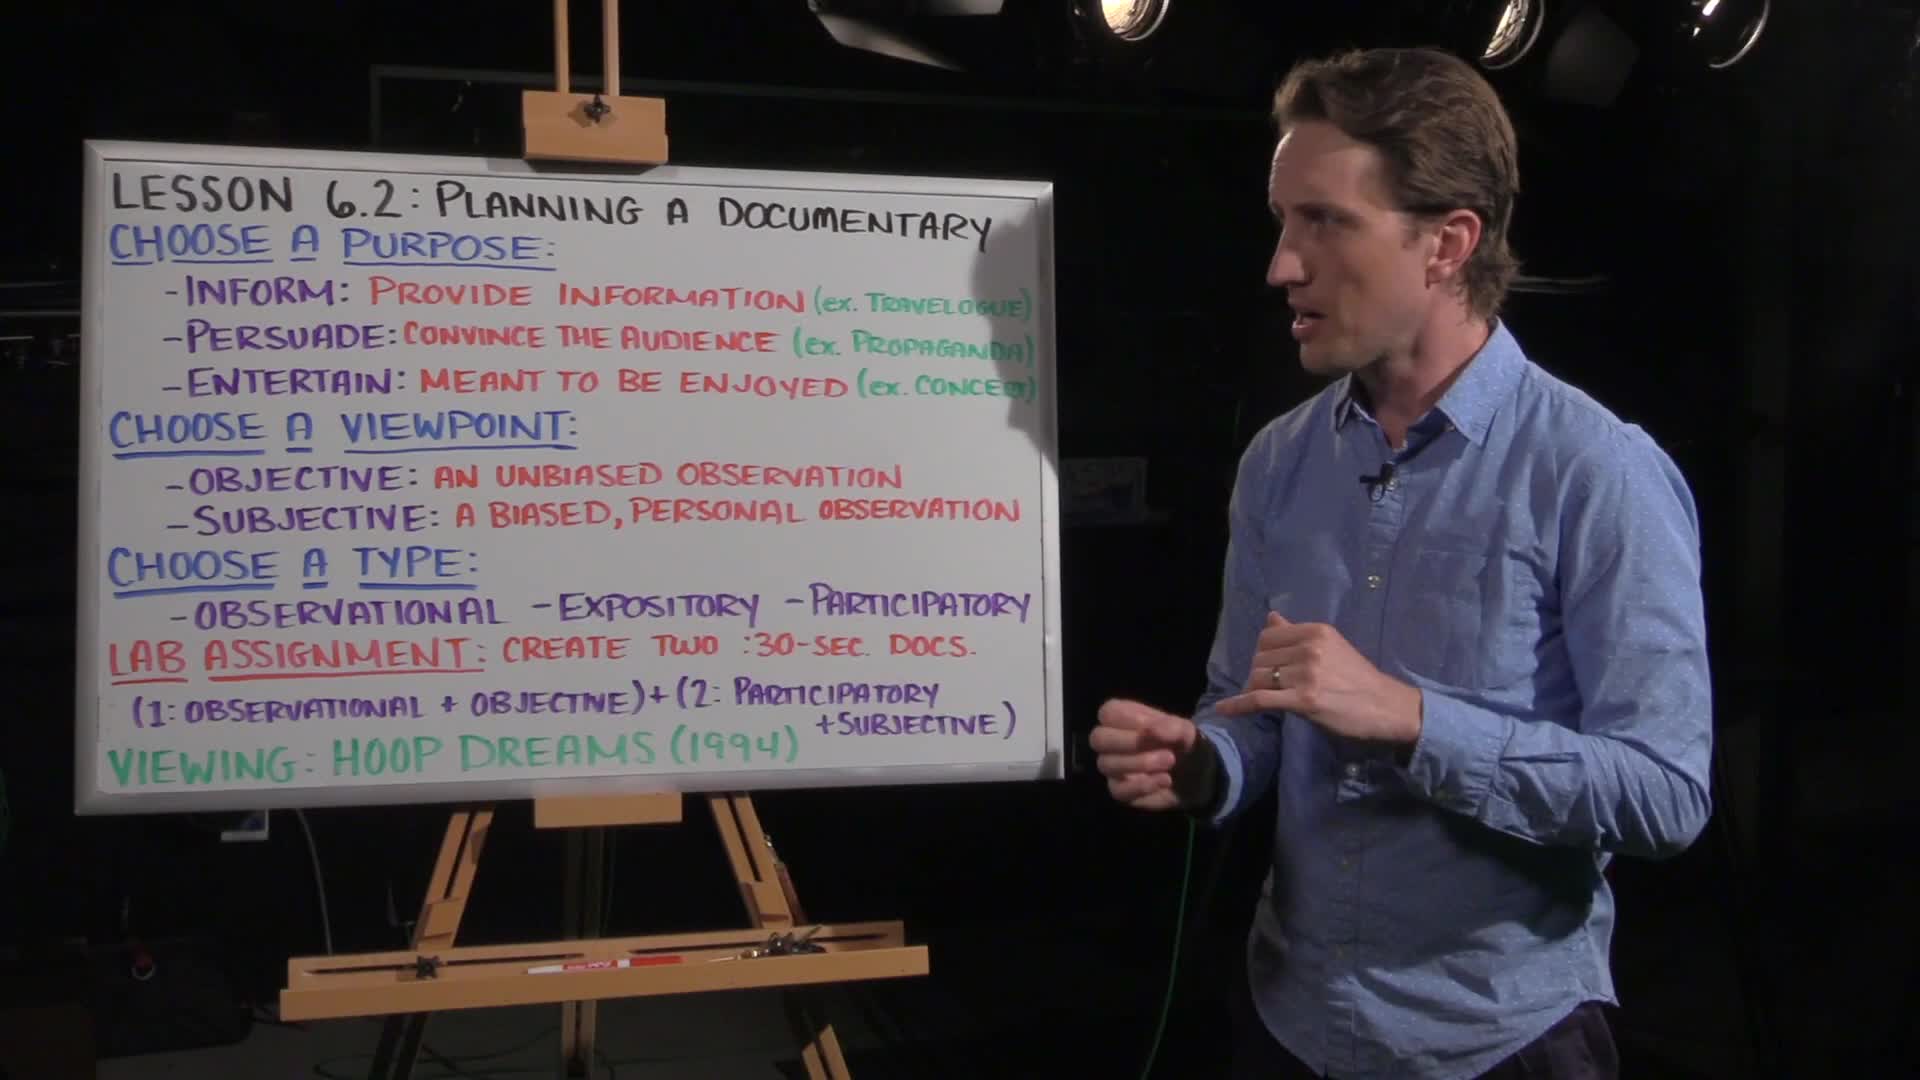 LESSON 6.2: PLANNING A DOCUMENTARY
CHOOSE A PURPOSE:
-INFORM: PROVIDE INFORMATION (ex. TRAVELOGUE)
-PERSUADE: CONVINCE THE AUDIENCE (ex. PROPAGANDA)
-ENTERTAIN: MEANT TO BE ENJOYED (ex. CONCERT)
CHOOSE A VIEWPOINT:
-OBJECTIVE: AN UNBIASED OBSERVATION
-SUBJECTIVE: A BIASED, PERSONAL OBSERVATION
CHOOSE A TYPE:
-OBSERVATIONAL -EXPOSITORY -PARTICIPATORY
LAB ASSIGNMENT: CREATE TWO :30-SEC. DOCS.
(1: OBSERVATIONAL + OBJECTIVE) + (2: PARTICIPATORY
+SUBJECTIVE)
VIEWING: HOOP DREAMS (1994)